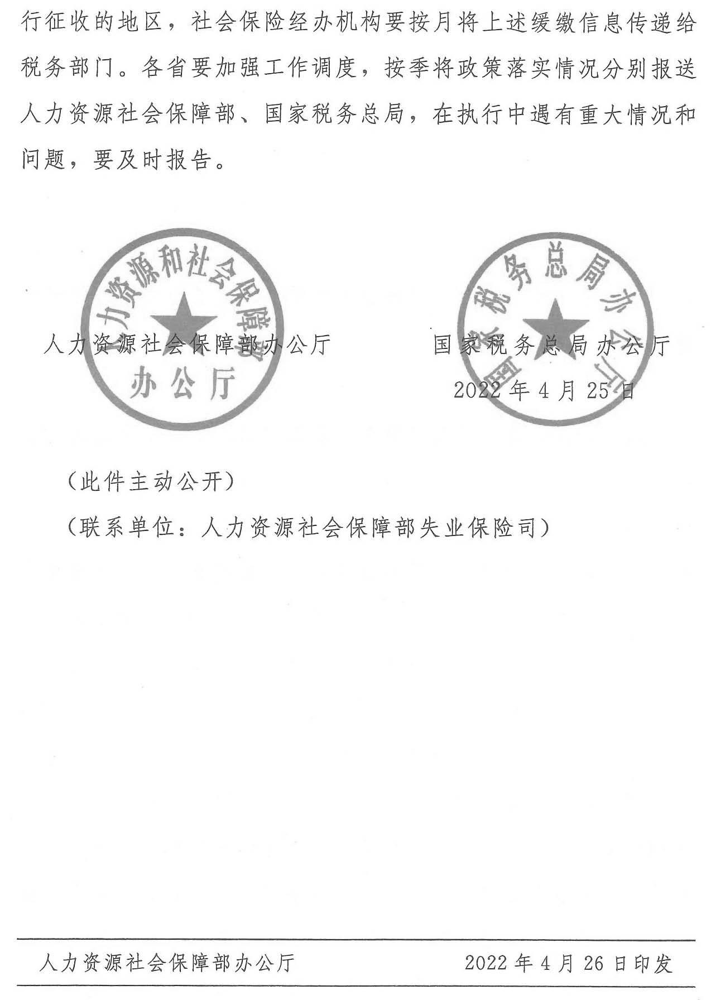 行征收的地区，社会保险经办机构要按月将上述缓缴信息传递给
税务部门。各省要加强工作调度，按季将政策落实情况分别报送
人力资源社会保障部、国家税务总局，在执行中遇有重大情况和
问题，要及时报告。
人力资源和社会保障部
办公厅
国家税务总局办公厅
人力资源社会保障部办公厅 国家税务总局办公厅
2022年4月25日
（此件主动公开）
（联系单位：人力资源社会保障部失业保险司）
人力资源社会保障部办公厅 2022年4月26日印发